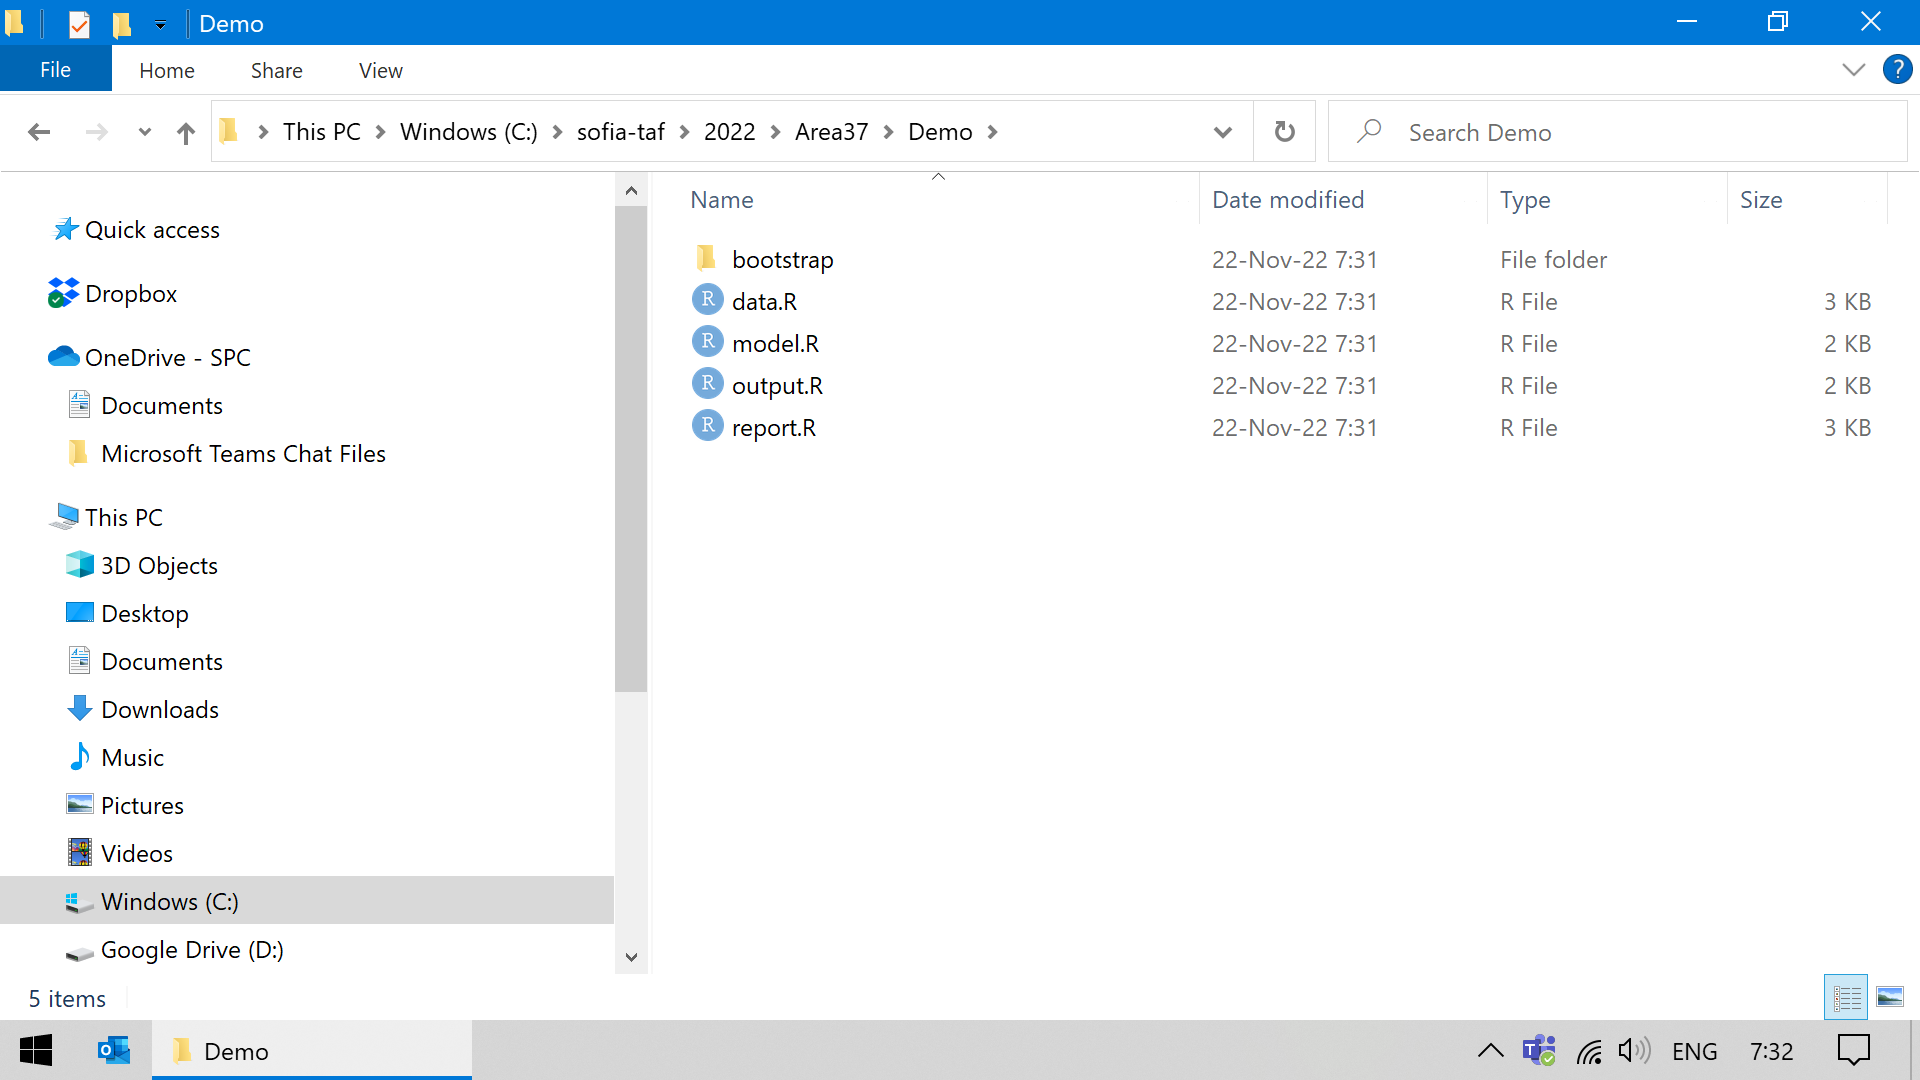 Demo
File Home Share View ?
This PC Windows (C:) sofia-taf 2022 Area37 Demo Search Demo
Name Date modified Type Size
Quick access
Dropbox
OneDrive - SPC
Documents
Microsoft Teams Chat Files
This PC
3D Objects
Desktop
Documents
Downloads
Music
Pictures
Videos
Windows (C:)
Google Drive (D:)
bootstrap 22-Nov-22 7:31 File folder
R data.R 22-Nov-22 7:31 R File 3 KB
R model.R 22-Nov-22 7:31 R File 2 KB
R output.R 22-Nov-22 7:31 R File 2 KB
R report.R 22-Nov-22 7:31 R File 3 KB
5 items
Demo ENG 7:32